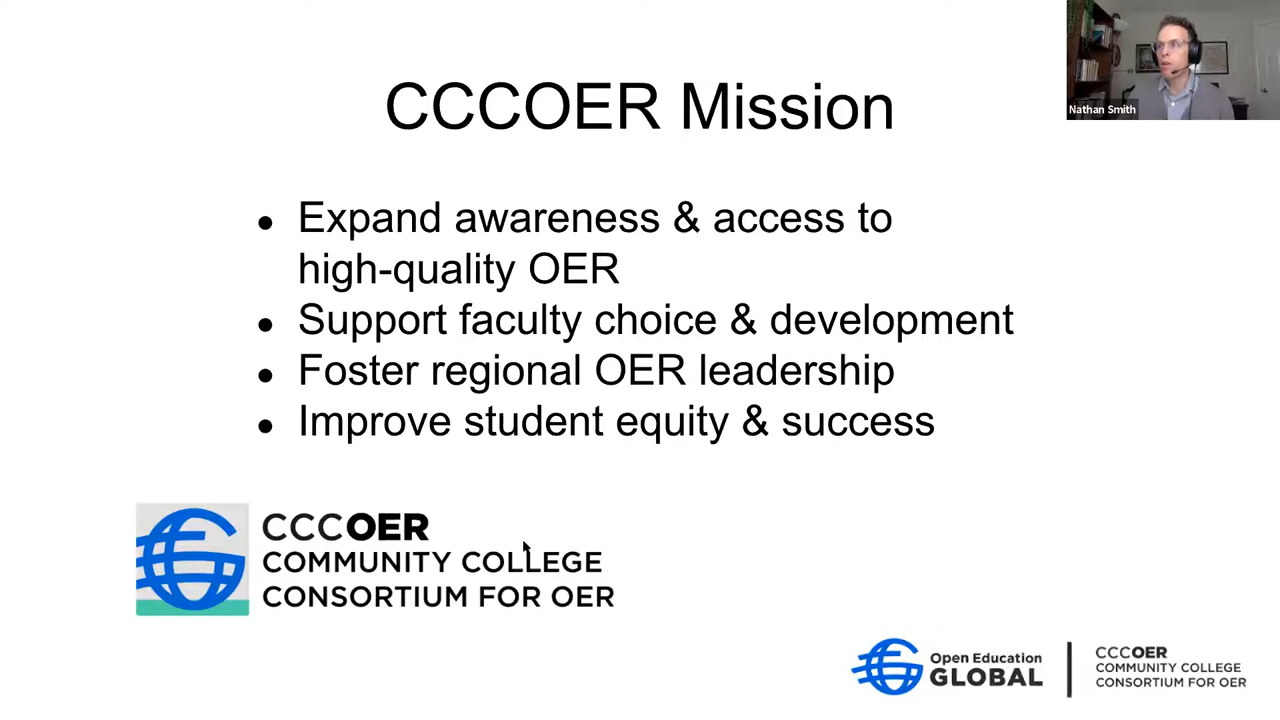 CCCOER Mission
Nathan Smith
● Expand awareness & access to
high-quality OER
● Support faculty choice & development
● Foster regional OER leadership
● Improve student equity & success
CCCOER
COMMUNITY COLLEGE
CONSORTIUM FOR OER
Open Education
GLOBAL
CCCOER
COMMUNITY COLLEGE
CONSORTIUM FOR OER